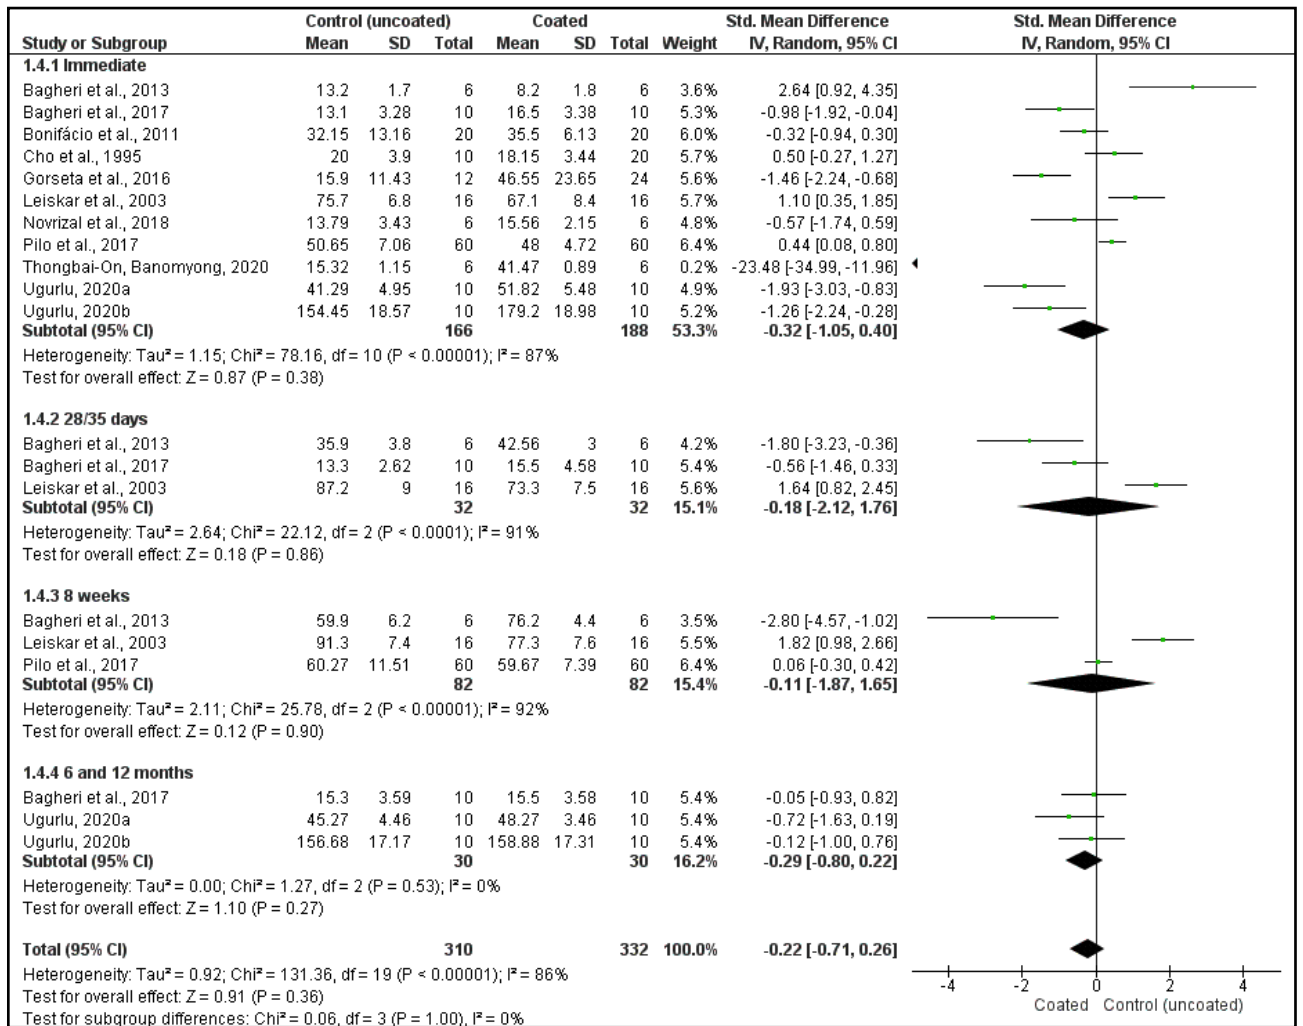 Control (uncoated) Coated Std. Mean Difference Std. Mean Difference
Study or Subgroup Mean SD Total Mean SD Total Weight IV, Random, 95% CI IV, Random, 95% CI
1.4.1 Immediate
Bagheri et al., 2013 13.2 1.7 6 8.2 1.8 6 3.6% 2.64 [0.92, 4.35]
Bagheri et al., 2017 13.1 3.28 10 16.5 3.38 10 5.3% -0.98 [-1.92, -0.04]
Bonifácio et al., 2011 32.15 13.16 20 35.5 6.13 20 6.0% -0.32 [-0.94, 0.30]
Cho et al., 1995 20 3.9 10 18.15 3.44 20 5.7% 0.50 [-0.27, 1.27]
Gorseta et al., 2016 15.9 11.43 12 46.55 23.65 24 5.6% -1.46 [-2.24, -0.68]
Leiskar et al., 2003 75.7 6.8 16 67.1 8.4 16 5.7% 1.10 [0.35, 1.85]
Novrizal et al., 2018 13.79 3.43 6 15.56 2.15 6 4.8% -0.57 [-1.74, 0.59]
Pilo et al., 2017 50.65 7.06 60 48 4.72 60 6.4% 0.44 [0.08, 0.80]
Thongbai-On, Banomyong, 2020 15.32 1.15 6 41.47 0.89 6 0.2% -23.48 [-34.99, -11.96]
Ugurlu, 2020a 41.29 4.95 10 51.82 5.48 10 4.9% -1.93 [-3.03, -0.83]
Ugurlu, 2020b 154.45 18.57 10 179.2 18.98 10 5.2% -1.26 [-2.24, -0.28]
Subtotal (95% CI) 166 188 53.3% -0.32 [-1.05, 0.40]
Heterogeneity: Tau² = 1.15; Chi² = 78.16, df = 10 (P < 0.00001); I² = 87%
Test for overall effect: Z = 0.87 (P = 0.38)
1.4.2 28/35 days
Bagheri et al., 2013 35.9 3.8 6 42.56 3 6 4.2% -1.80 [-3.23, -0.36]
Bagheri et al., 2017 13.3 2.62 10 15.5 4.58 10 5.4% -0.56 [-1.46, 0.33]
Leiskar et al., 2003 87.2 9 16 73.3 7.5 16 5.6% 1.64 [0.82, 2.45]
Subtotal (95% CI) 32 32 15.1% -0.18 [-2.12, 1.76]
Heterogeneity: Tau² = 2.64; Chi² = 22.12, df = 2 (P < 0.0001); I² = 91%
Test for overall effect: Z = 0.18 (P = 0.86)
1.4.3 8 weeks
Bagheri et al., 2013 59.9 6.2 6 76.2 4.4 6 3.5% -2.80 [-4.57, -1.02]
Leiskar et al., 2003 91.3 7.4 16 77.3 7.6 16 5.5% 1.82 [0.98, 2.66]
Pilo et al., 2017 60.27 11.51 60 59.67 7.39 60 6.4% 0.06 [-0.30, 0.42]
Subtotal (95% CI) 82 82 15.4% -0.11 [-1.87, 1.65]
Heterogeneity: Tau² = 2.11; Chi² = 25.78, df = 2 (P < 0.00001); I² = 92%
Test for overall effect: Z = 0.12 (P = 0.90)
1.4.4 6 and 12 months
Bagheri et al., 2017 15.3 3.59 10 15.5 3.58 10 5.4% -0.05 [-0.93, 0.82]
Ugurlu, 2020a 45.27 4.46 10 48.27 3.46 10 5.4% -0.72 [-1.63, 0.19]
Ugurlu, 2020b 156.68 17.17 10 158.88 17.31 10 5.4% -0.12 [-1.00, 0.76]
Subtotal (95% CI) 30 30 16.2% -0.29 [-0.80, 0.22]
Heterogeneity: Tau² = 0.00; Chi² = 1.27, df = 2 (P = 0.53); I² = 0%
Test for overall effect: Z = 1.10 (P = 0.27)
Total (95% CI) 310 332 100.0% -0.22 [-0.71, 0.26]
Heterogeneity: Tau² = 0.92; Chi² = 131.36, df = 19 (P < 0.00001); I² = 86%
Test for overall effect: Z = 0.91 (P = 0.36)
Test for subgroup differences: Chi² = 0.06, df = 3 (P = 1.00), I² = 0%
-4 -2 0 2 4
Coated Control (uncoated)